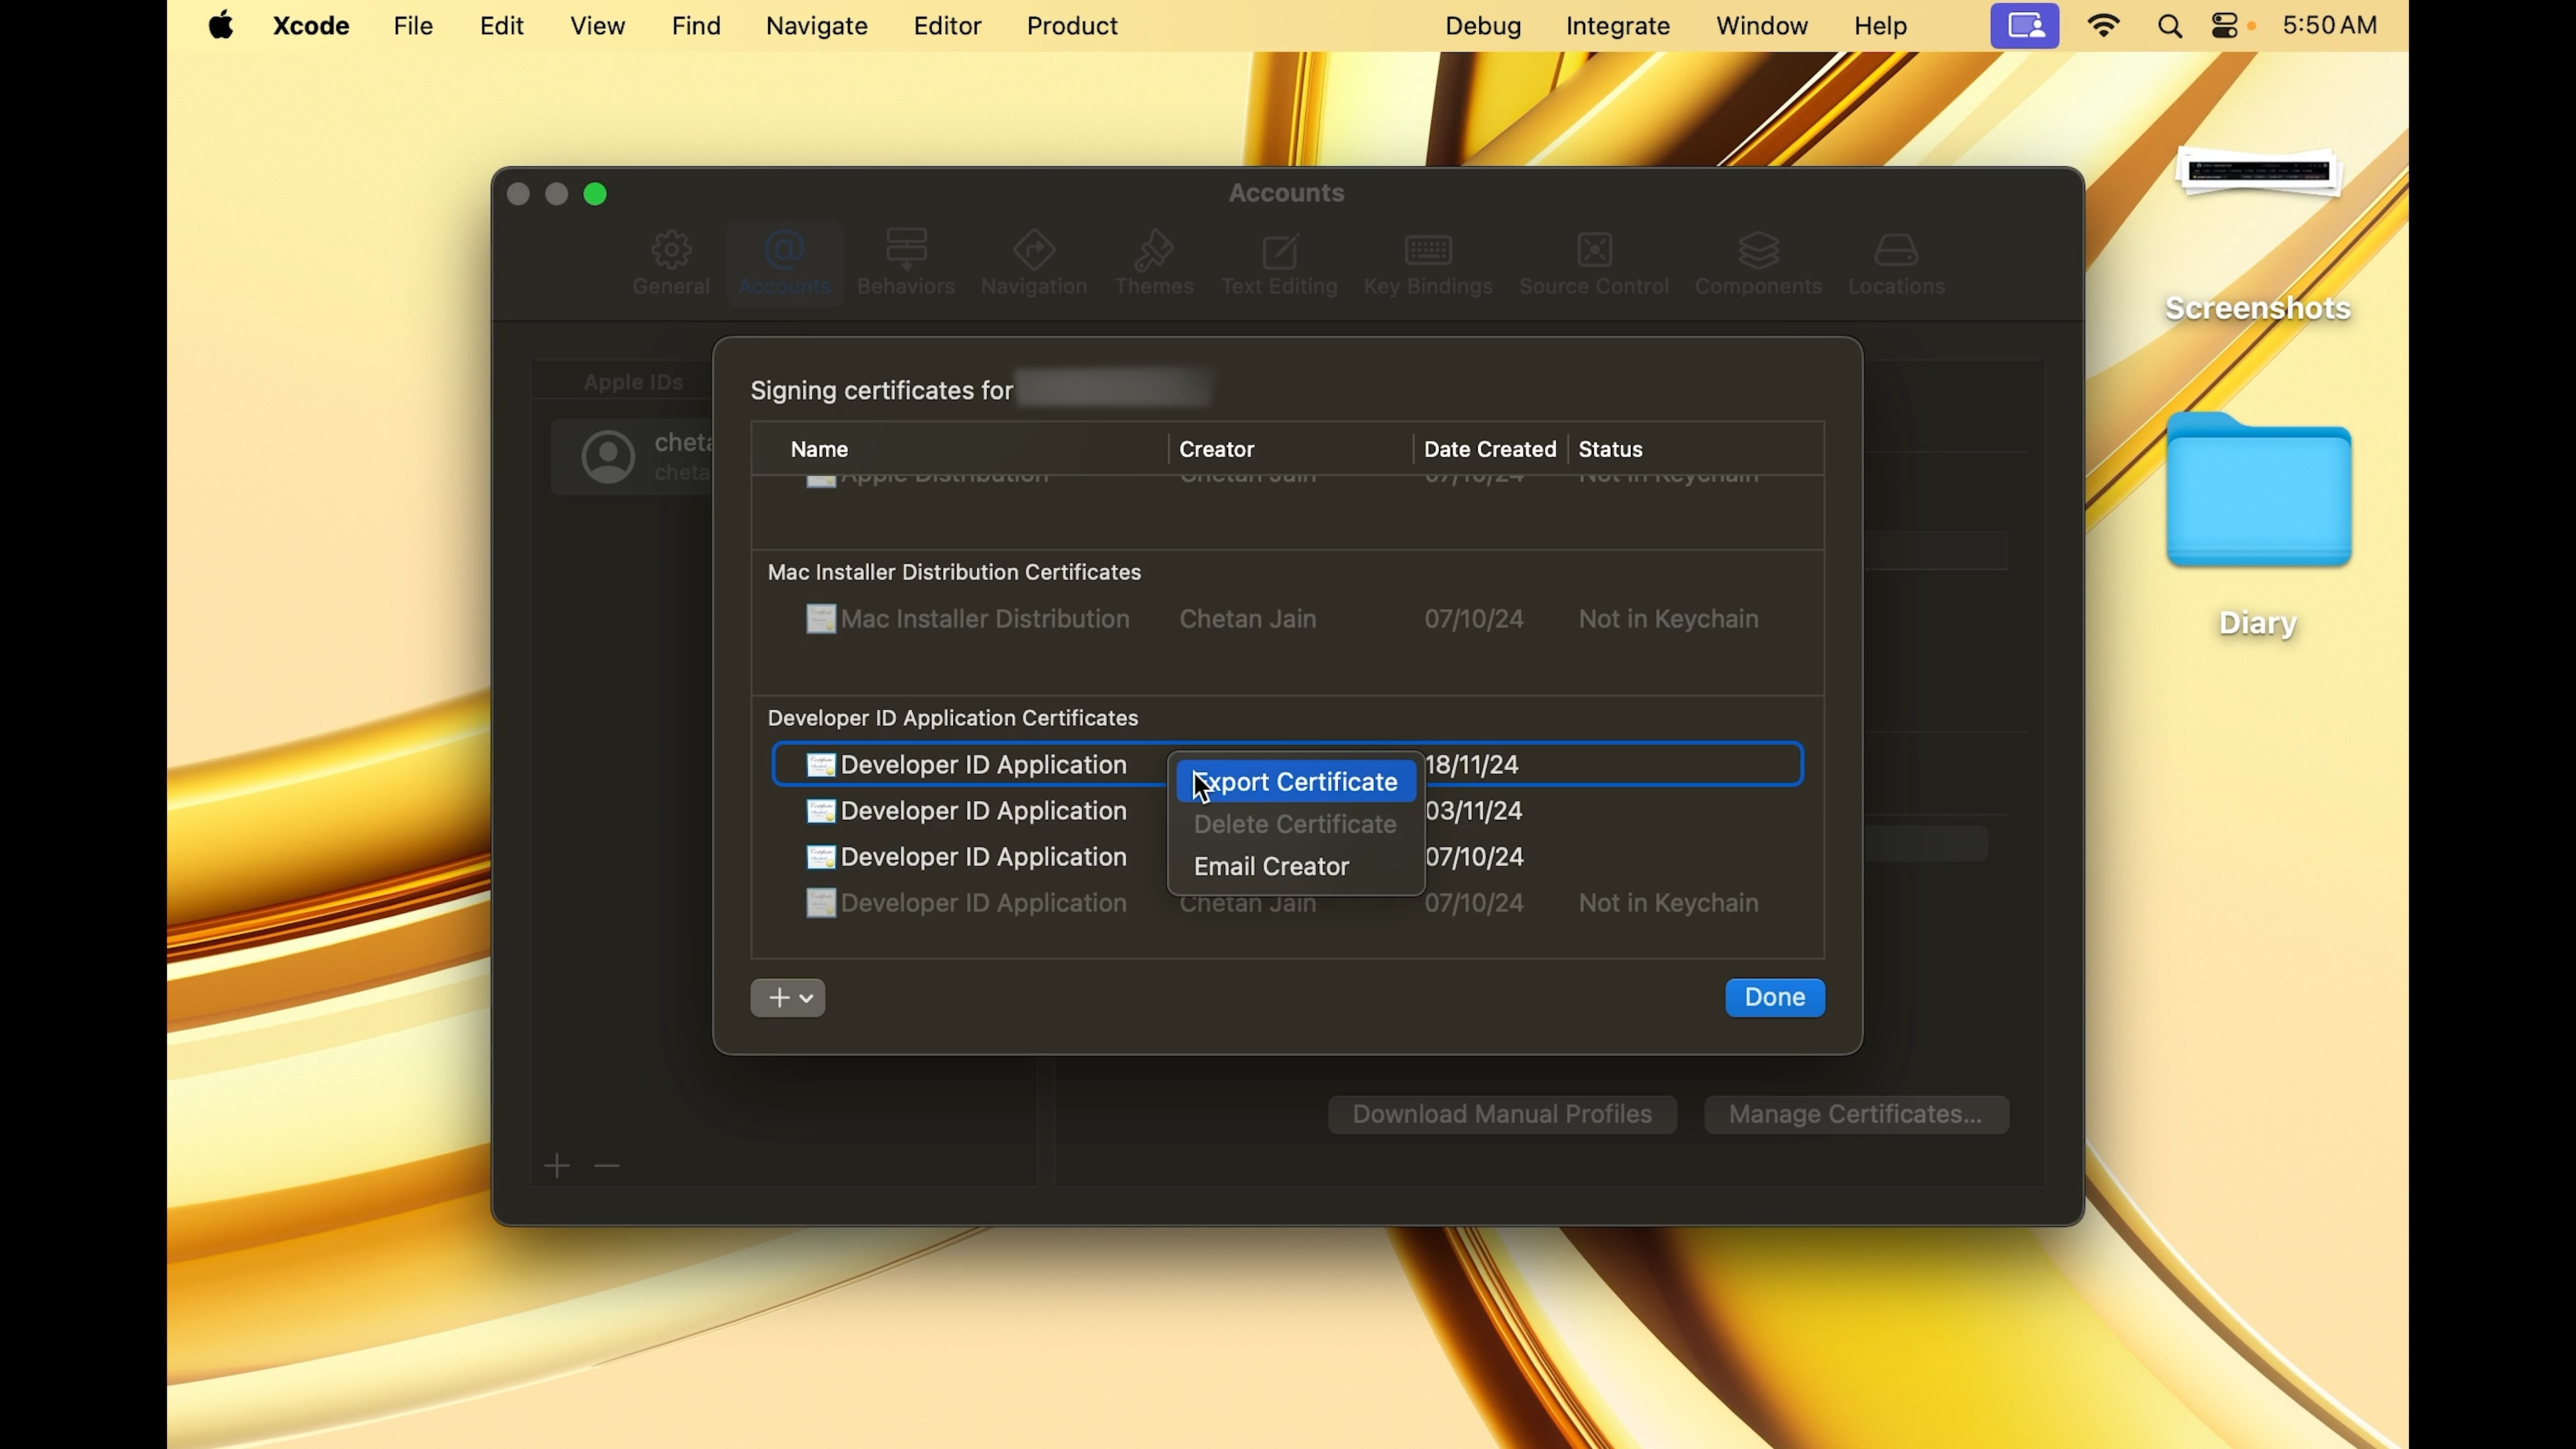 Xcode File Edit View Find Navigate Editor Product Debug Integrate Window Help 5:50 AM
Accounts
General Accounts Behaviors Navigation Themes Text Editing Key Bindings Source Control Components Locations
Screenshots
Apple IDs
Signing certificates for
cheta
cheta
Name Creator Date Created Status
Apple Distribution Chetan Jain 07/10/24 Not in Keychain
Mac Installer Distribution Certificates
Mac Installer Distribution Chetan Jain 07/10/24 Not in Keychain
Diary
Developer ID Application Certificates
Developer ID Application 18/11/24
Export Certificate
Developer ID Application 03/11/24
Delete Certificate
Developer ID Application 07/10/24
Email Creator
Developer ID Application Chetan Jain 07/10/24 Not in Keychain
Done
Download Manual Profiles Manage Certificates...